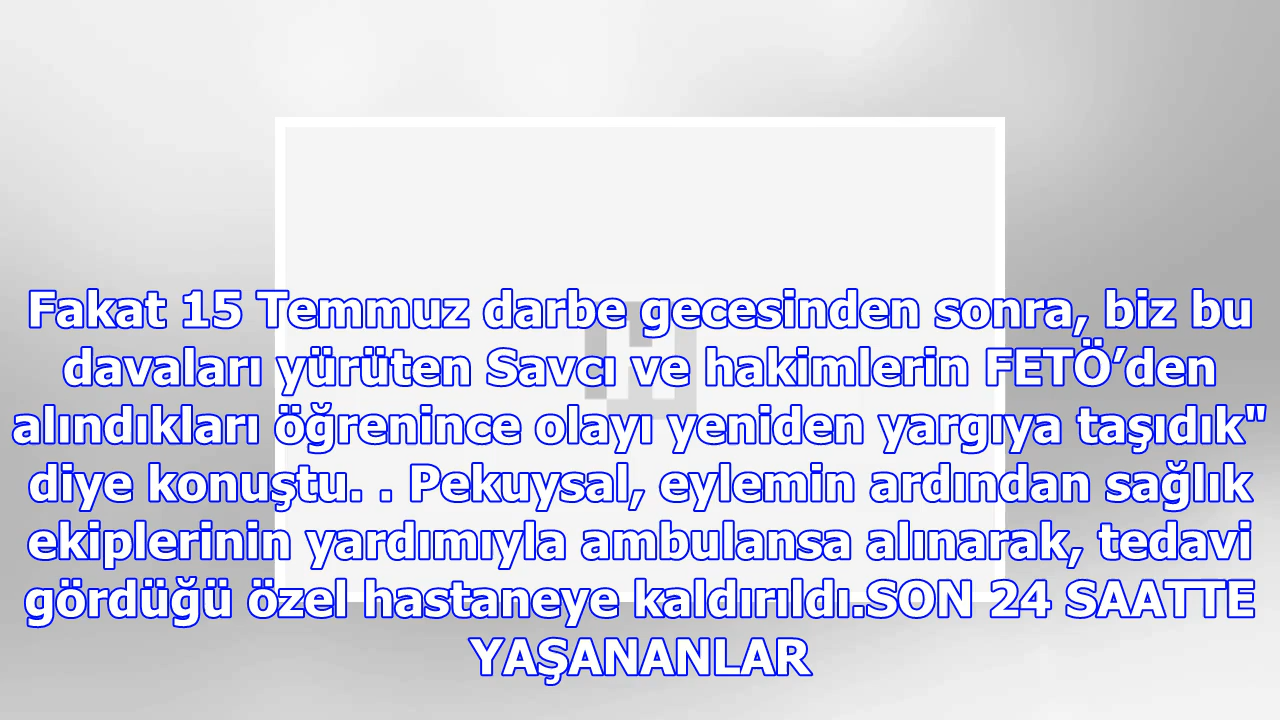 Fakat 15 Temmuz darbe gecesinden sonra, biz bu
davaları yürüten Savcı ve hakimlerin FETÖ’den
alındıkları öğrenince olayı yeniden yargıya taşıdık"
diye konuştu. . Pekuysal, eylemin ardından sağlık
ekiplerinin yardımıyla ambulansa alınarak, tedavi
gördüğü özel hastaneye kaldırıldı.SON 24 SAATTE
YAŞANANLAR